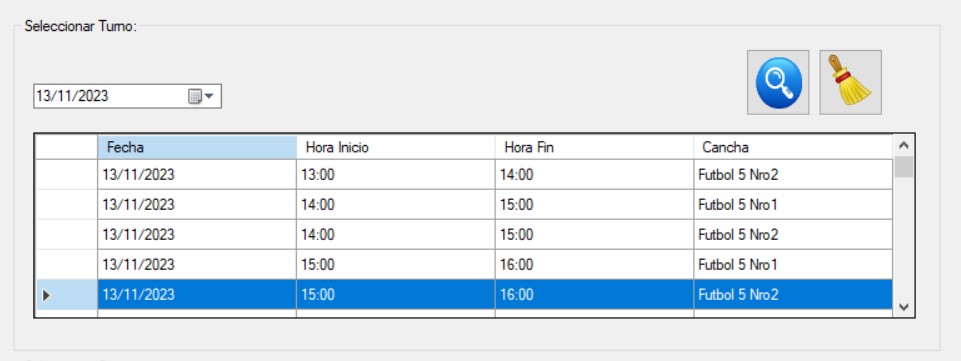 Seleccionar Turno:
13/11/2023
Fecha Hora Inicio Hora Fin Cancha
13/11/2023 13:00 14:00 Futbol 5 Nro2
13/11/2023 14:00 15:00 Futbol 5 Nro1
13/11/2023 14:00 15:00 Futbol 5 Nro2
13/11/2023 15:00 16:00 Futbol 5 Nro1
13/11/2023 15:00 16:00 Futbol 5 Nro2